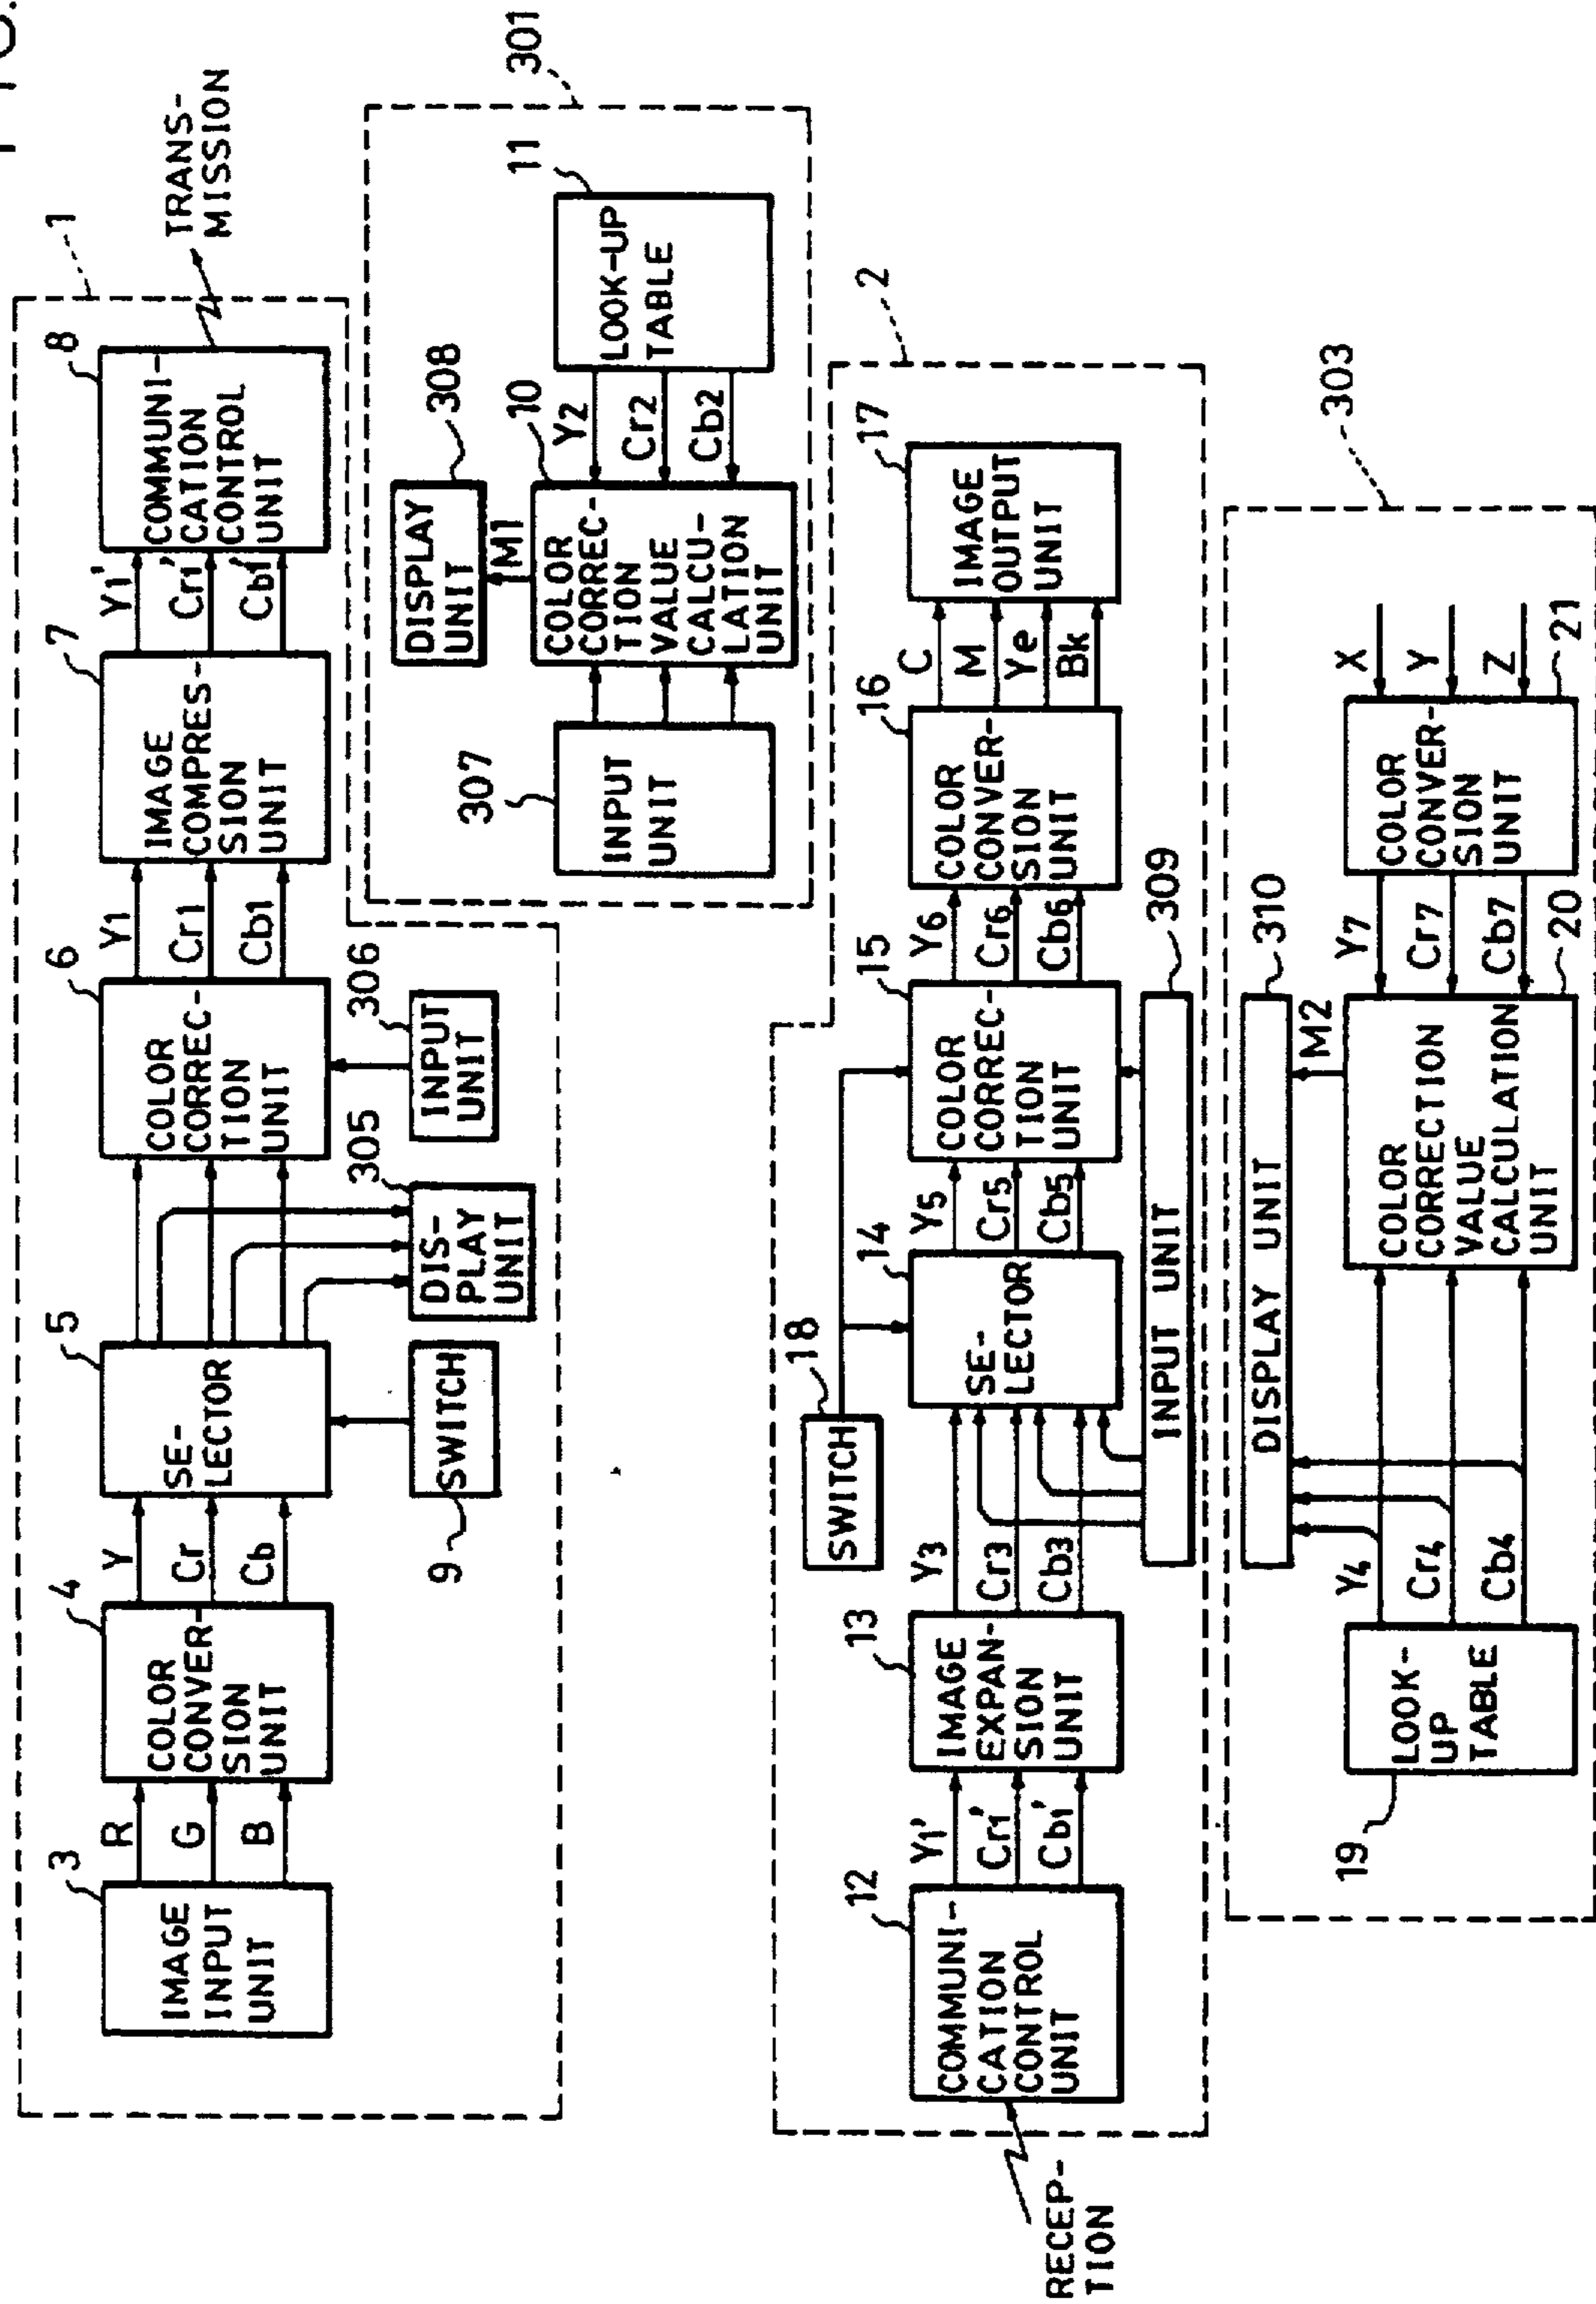 FIG.
1
3
IMAGE
INPUT
UNIT
R
G
B
4
COLOR
CONVER-
SION
UNIT
Y
Cr
Cb
5
SE-
LECTOR
9
SWITCH
305
DIS-
PLAY
UNIT
6
COLOR
CORREC-
TION
UNIT
306
INPUT
UNIT
Y1
Cr1
Cb1
7
IMAGE
COMPRES-
SION
UNIT
Y1'
Cr1'
Cb1'
8
COMMUNI-
CATION
CONTROL
UNIT
TRANS-
MISSION
301
307
INPUT
UNIT
308
DISPLAY
UNIT
M1
10
COLOR
CORREC-
TION
VALUE
CALCU-
LATION
UNIT
Y2
Cr2
Cb2
11
LOOK-UP
TABLE
2
RECEP-
TION
12
COMMUNI-
CATION
CONTROL
UNIT
Y1'
Cr1'
Cb1'
13
IMAGE
EXPAN-
SION
UNIT
Y3
Cr3
Cb3
18
SWITCH
14
SE-
LECTOR
Y5
Cr5
Cb5
15
COLOR
CORREC-
TION
UNIT
Y6
Cr6
Cb6
16
COLOR
CONVER-
SION
UNIT
C
M
Ye
Bk
17
IMAGE
OUTPUT
UNIT
INPUT UNIT
309
303
DISPLAY UNIT
310
19
LOOK-
UP
TABLE
Y4
Cr4
Cb4
M2
COLOR
CORRECTION
VALUE
CALCULATION
UNIT
20
Y7
Cr7
Cb7
COLOR
CONVER-
SION
UNIT
21
X
Y
Z